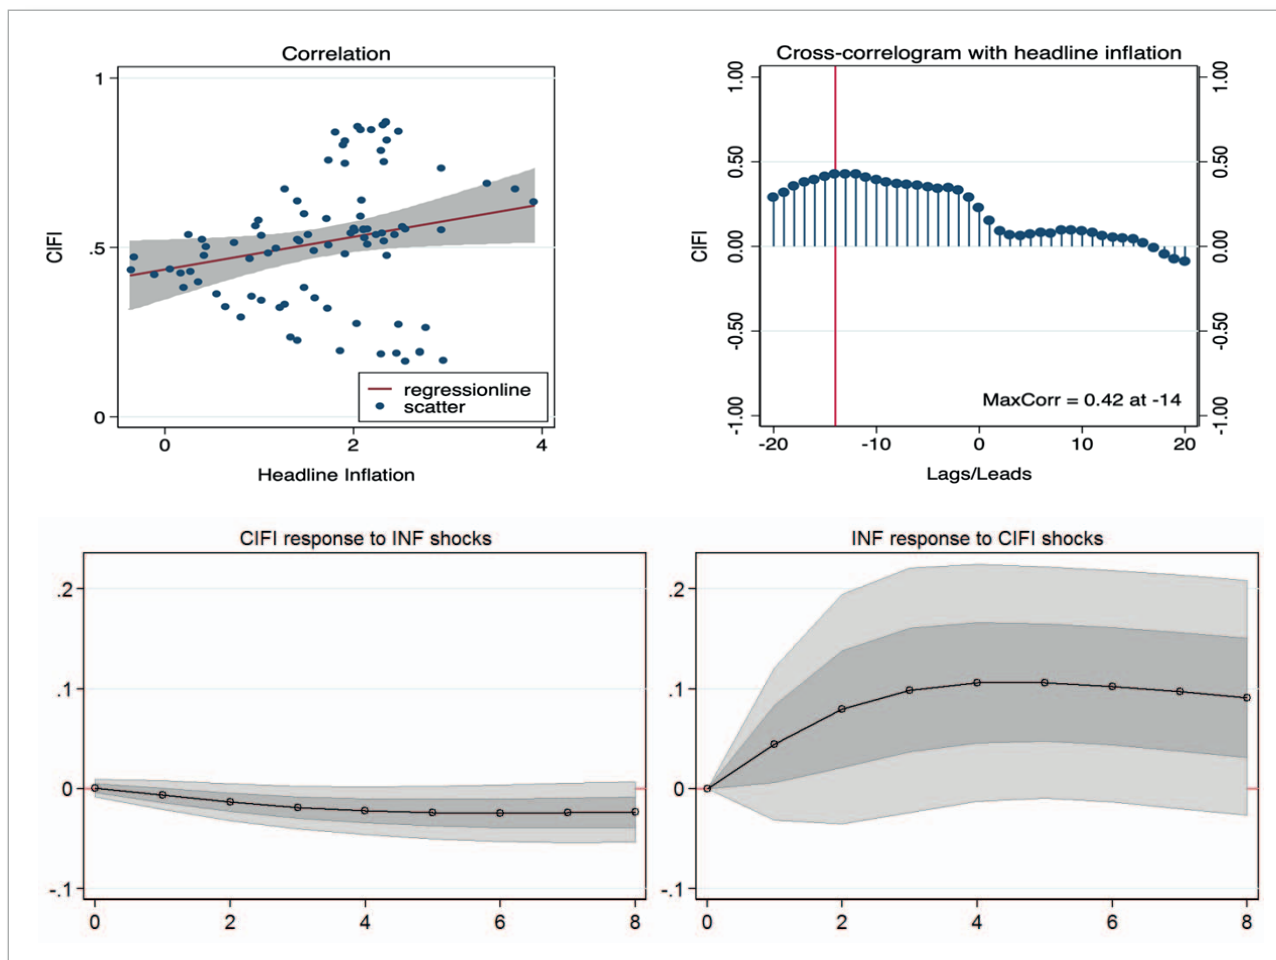 Correlation
1
.5
0
CIFI
0 2 4
Headline Inflation
regressionline
scatter
Cross-correlogram with headline inflation
1.00 1.00
0.50 0.50
0.00 0.00
-0.50 -0.50
-1.00 -1.00
CIFI
MaxCorr = 0.42 at -14
-20 -10 0 10 20
Lags/Leads
CIFI response to INF shocks
.2
.1
0
-.1
0 2 4 6 8
INF response to CIFI shocks
.2
.1
0
-.1
0 2 4 6 8